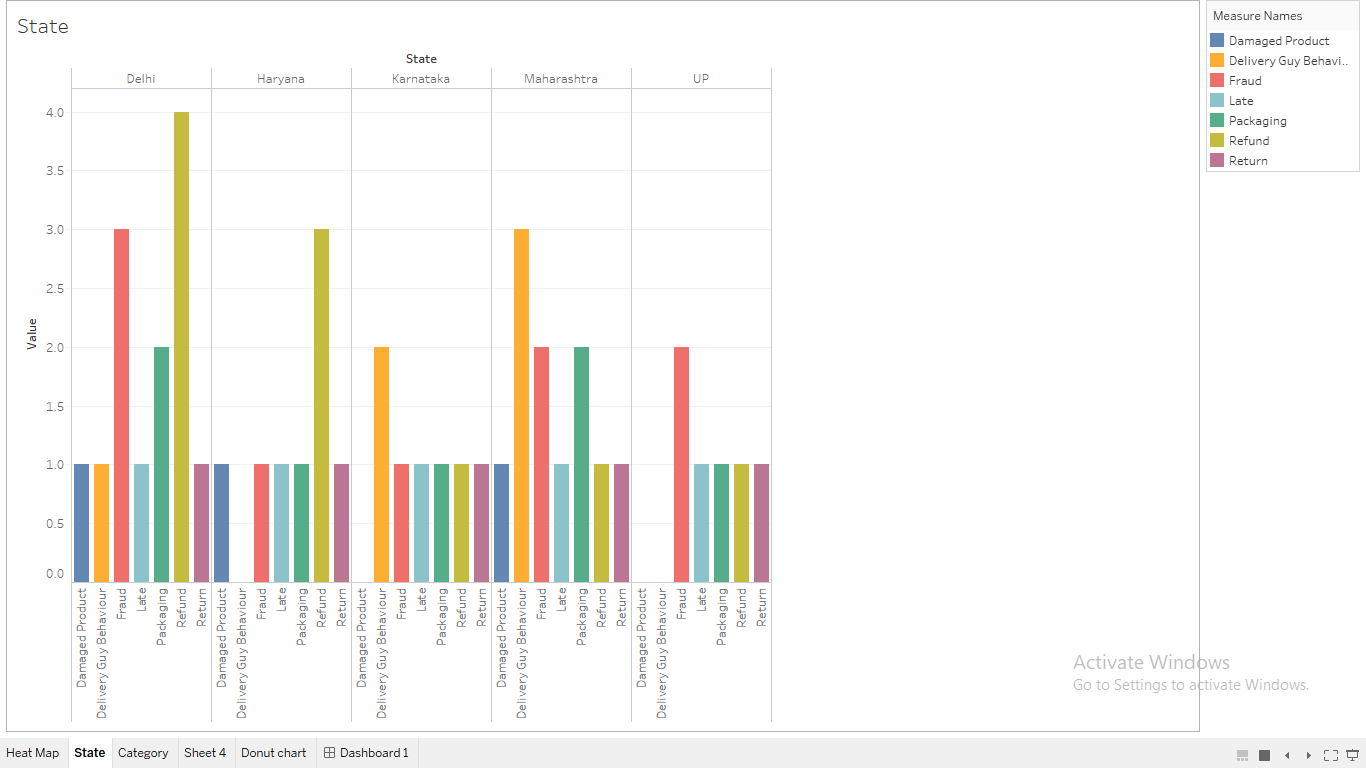 State
State
Delhi Haryana Karnataka Maharashtra UP
4.0
3.5
3.0
2.5
2.0
1.5
1.0
0.5
0.0
Value
Damaged Product Delivery Guy Behaviour Fraud Late Packaging Refund Return Damaged Product Delivery Guy Behaviour Fraud Late Packaging Refund Return Damaged Product Delivery Guy Behaviour Fraud Late Packaging Refund Return Damaged Product Delivery Guy Behaviour Fraud Late Packaging Refund Return Damaged Product Delivery Guy Behaviour Fraud Late Packaging Refund Return
Measure Names
Damaged Product
Delivery Guy Behavi..
Fraud
Late
Packaging
Refund
Return
Activate Windows
Go to Settings to activate Windows.
Heat Map State Category Sheet 4 Donut chart Dashboard 1